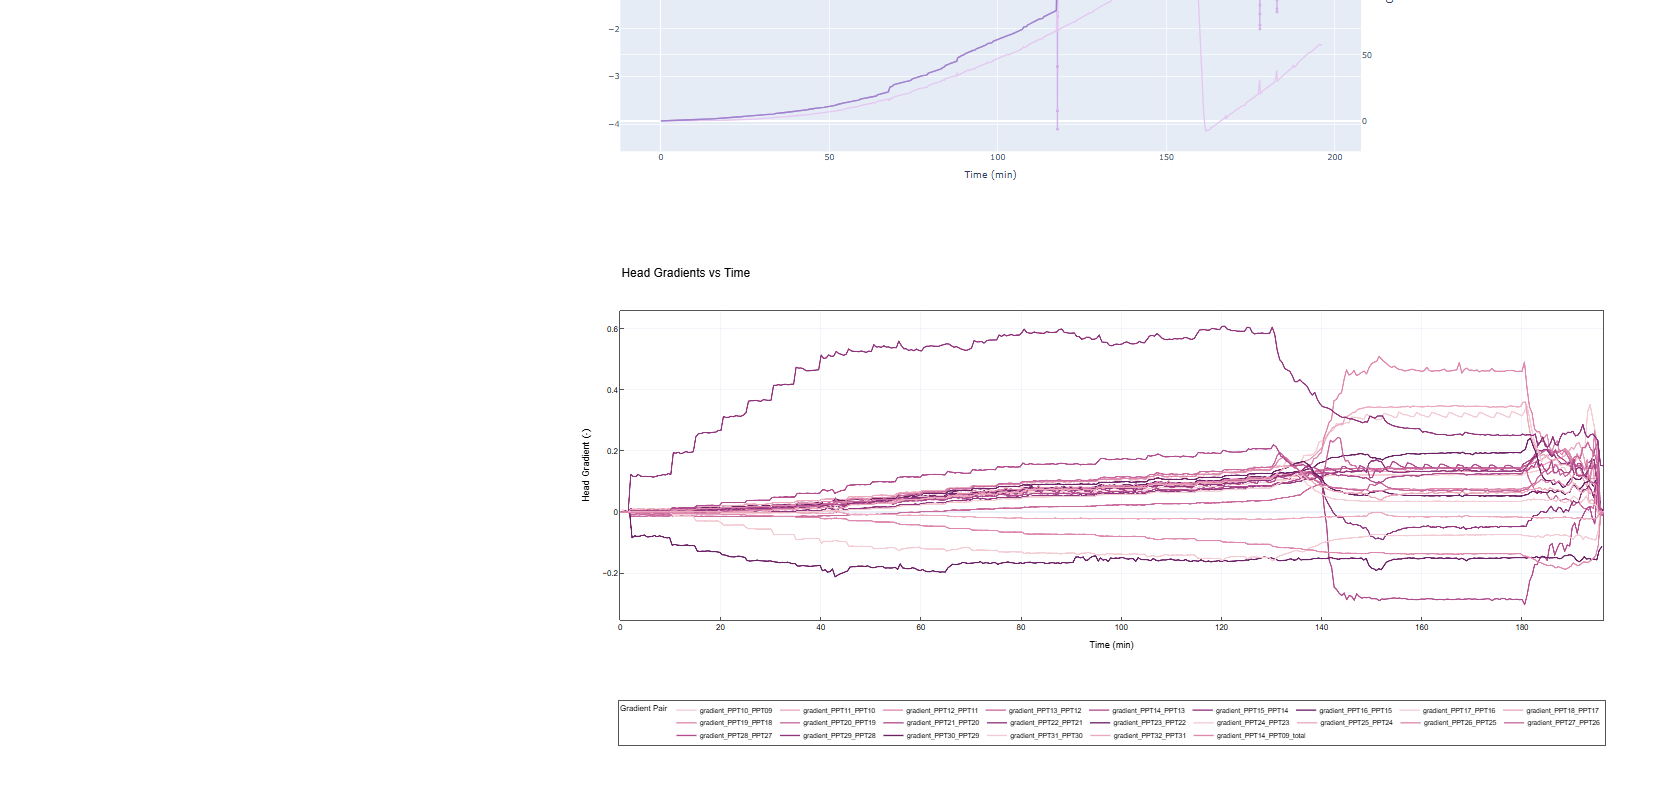 −2
50
−3
−4
0
0 50 100 150 200
Time (min)
Head Gradients vs Time
0.6
0.4
0.2
0
−0.2
Head Gradient (-)
0 20 40 60 80 100 120 140 160 180
Time (min)
Gradient Pair gradient_PPT10_PPT09 gradient_PPT11_PPT10 gradient_PPT12_PPT11 gradient_PPT13_PPT12 gradient_PPT14_PPT13 gradient_PPT15_PPT14 gradient_PPT16_PPT15 gradient_PPT17_PPT16 gradient_PPT18_PPT17
gradient_PPT19_PPT18 gradient_PPT20_PPT19 gradient_PPT21_PPT20 gradient_PPT22_PPT21 gradient_PPT23_PPT22 gradient_PPT24_PPT23 gradient_PPT25_PPT24 gradient_PPT26_PPT25 gradient_PPT27_PPT26
gradient_PPT28_PPT27 gradient_PPT29_PPT28 gradient_PPT30_PPT29 gradient_PPT31_PPT30 gradient_PPT32_PPT31 gradient_PPT14_PPT09_total